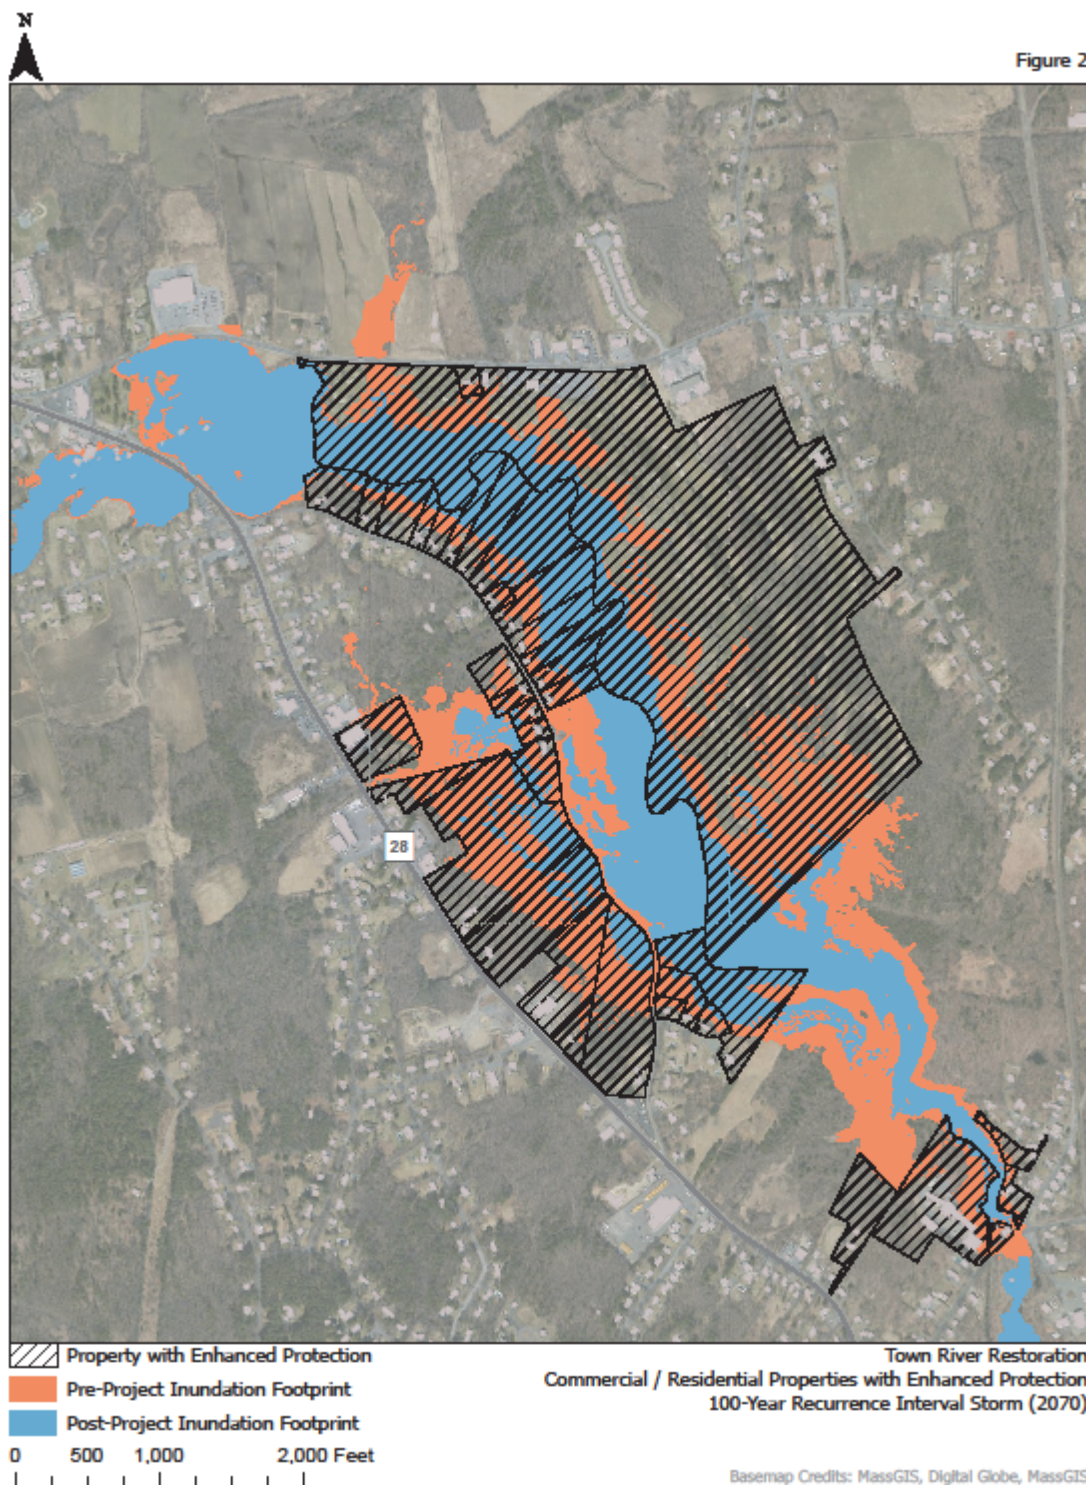 N
Figure 2
28
Property with Enhanced Protection
Pre-Project Inundation Footprint
Post-Project Inundation Footprint
0 500 1,000 2,000 Feet
Town River Restoration
Commercial / Residential Properties with Enhanced Protection
100-Year Recurrence Interval Storm (2070)
Basemap Credits: MassGIS, Digital Globe, MassGIS